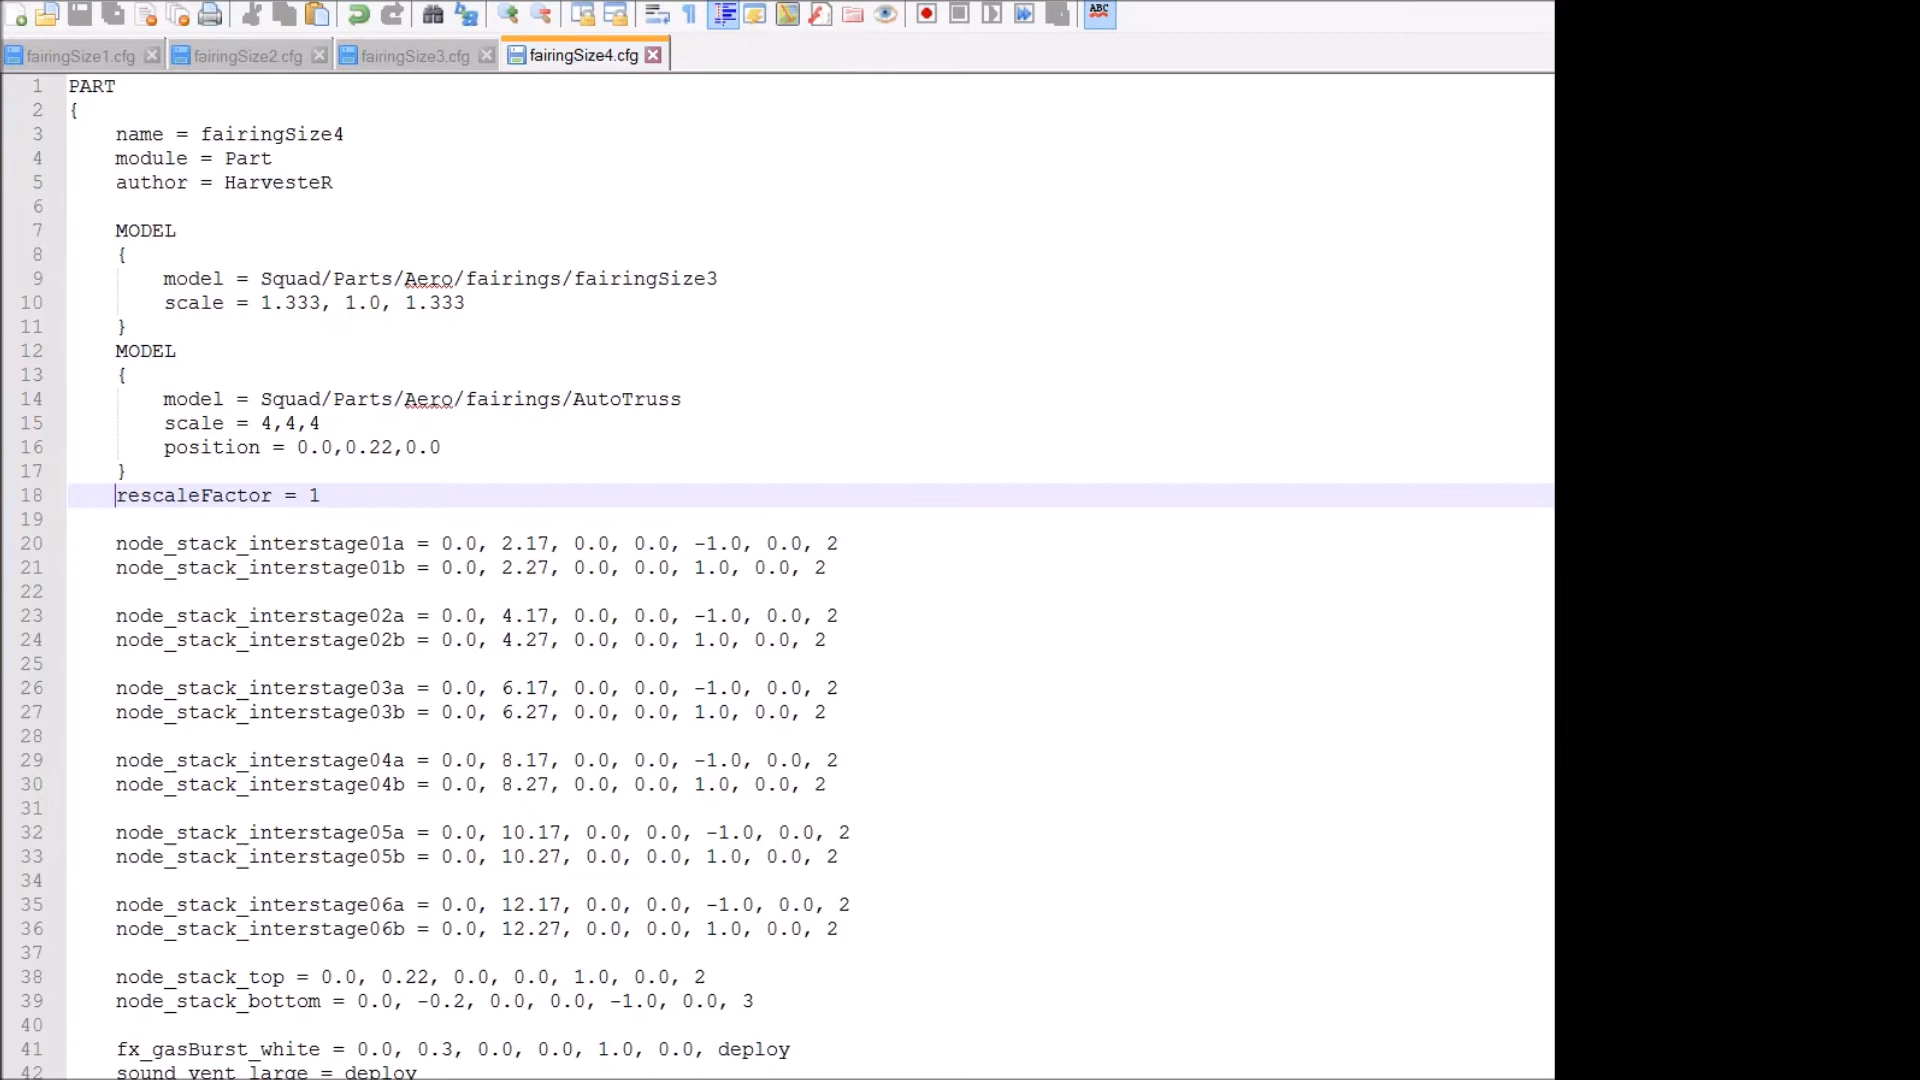 ABC
fairingSize1.cfg fairingSize2.cfg fairingSize3.cfg fairingSize4.cfg
1 PART
2 {
3 name = fairingSize4
4 module = Part
5 author = HarvesteR
6
7 MODEL
8 {
9 model = Squad/Parts/Aero/fairings/fairingSize3
10 scale = 1.333, 1.0, 1.333
11 }
12 MODEL
13 {
14 model = Squad/Parts/Aero/fairings/AutoTruss
15 scale = 4,4,4
16 position = 0.0,0.22,0.0
17 }
18 rescaleFactor = 1
19
20 node_stack_interstage01a = 0.0, 2.17, 0.0, 0.0, -1.0, 0.0, 2
21 node_stack_interstage01b = 0.0, 2.27, 0.0, 0.0, 1.0, 0.0, 2
22
23 node_stack_interstage02a = 0.0, 4.17, 0.0, 0.0, -1.0, 0.0, 2
24 node_stack_interstage02b = 0.0, 4.27, 0.0, 0.0, 1.0, 0.0, 2
25
26 node_stack_interstage03a = 0.0, 6.17, 0.0, 0.0, -1.0, 0.0, 2
27 node_stack_interstage03b = 0.0, 6.27, 0.0, 0.0, 1.0, 0.0, 2
28
29 node_stack_interstage04a = 0.0, 8.17, 0.0, 0.0, -1.0, 0.0, 2
30 node_stack_interstage04b = 0.0, 8.27, 0.0, 0.0, 1.0, 0.0, 2
31
32 node_stack_interstage05a = 0.0, 10.17, 0.0, 0.0, -1.0, 0.0, 2
33 node_stack_interstage05b = 0.0, 10.27, 0.0, 0.0, 1.0, 0.0, 2
34
35 node_stack_interstage06a = 0.0, 12.17, 0.0, 0.0, -1.0, 0.0, 2
36 node_stack_interstage06b = 0.0, 12.27, 0.0, 0.0, 1.0, 0.0, 2
37
38 node_stack_top = 0.0, 0.22, 0.0, 0.0, 1.0, 0.0, 2
39 node_stack_bottom = 0.0, -0.2, 0.0, 0.0, -1.0, 0.0, 3
40
41 fx_gasBurst_white = 0.0, 0.3, 0.0, 0.0, 1.0, 0.0, deploy
42 sound_vent_large = deploy